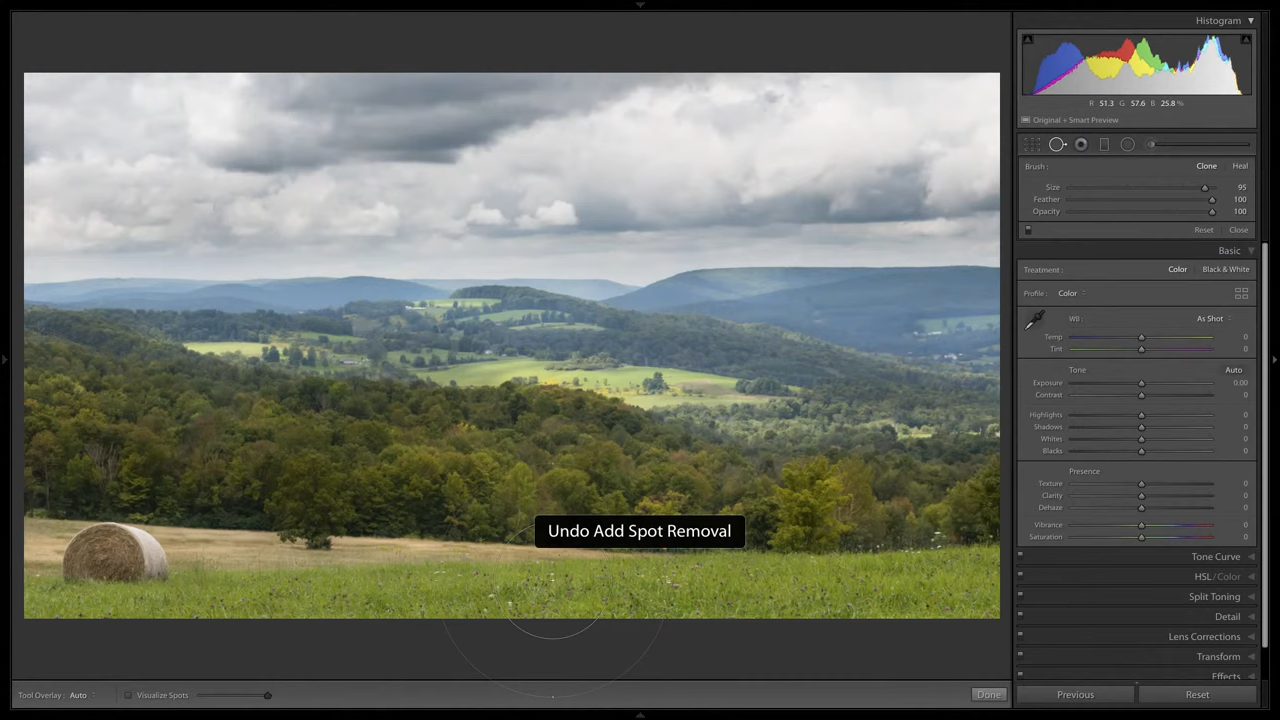 Histogram
R 51.3 G 57.6 B 25.8 %
Original + Smart Preview
Brush : Clone Heal
Size 95
Feather 100
Opacity 100
Reset Close
Basic
Treatment : Color Black & White
Profile : Color
WB : As Shot
Temp 0
Tint 0
Tone Auto
Exposure 0.00
Contrast 0
Highlights 0
Shadows 0
Whites 0
Blacks 0
Presence
Texture 0
Clarity 0
Dehaze 0
Vibrance 0
Saturation 0
Undo Add Spot Removal
Tone Curve
HSL / Color
Split Toning
Detail
Lens Corrections
Transform
Effects
Tool Overlay : Auto Visualize Spots Done
Previous Reset